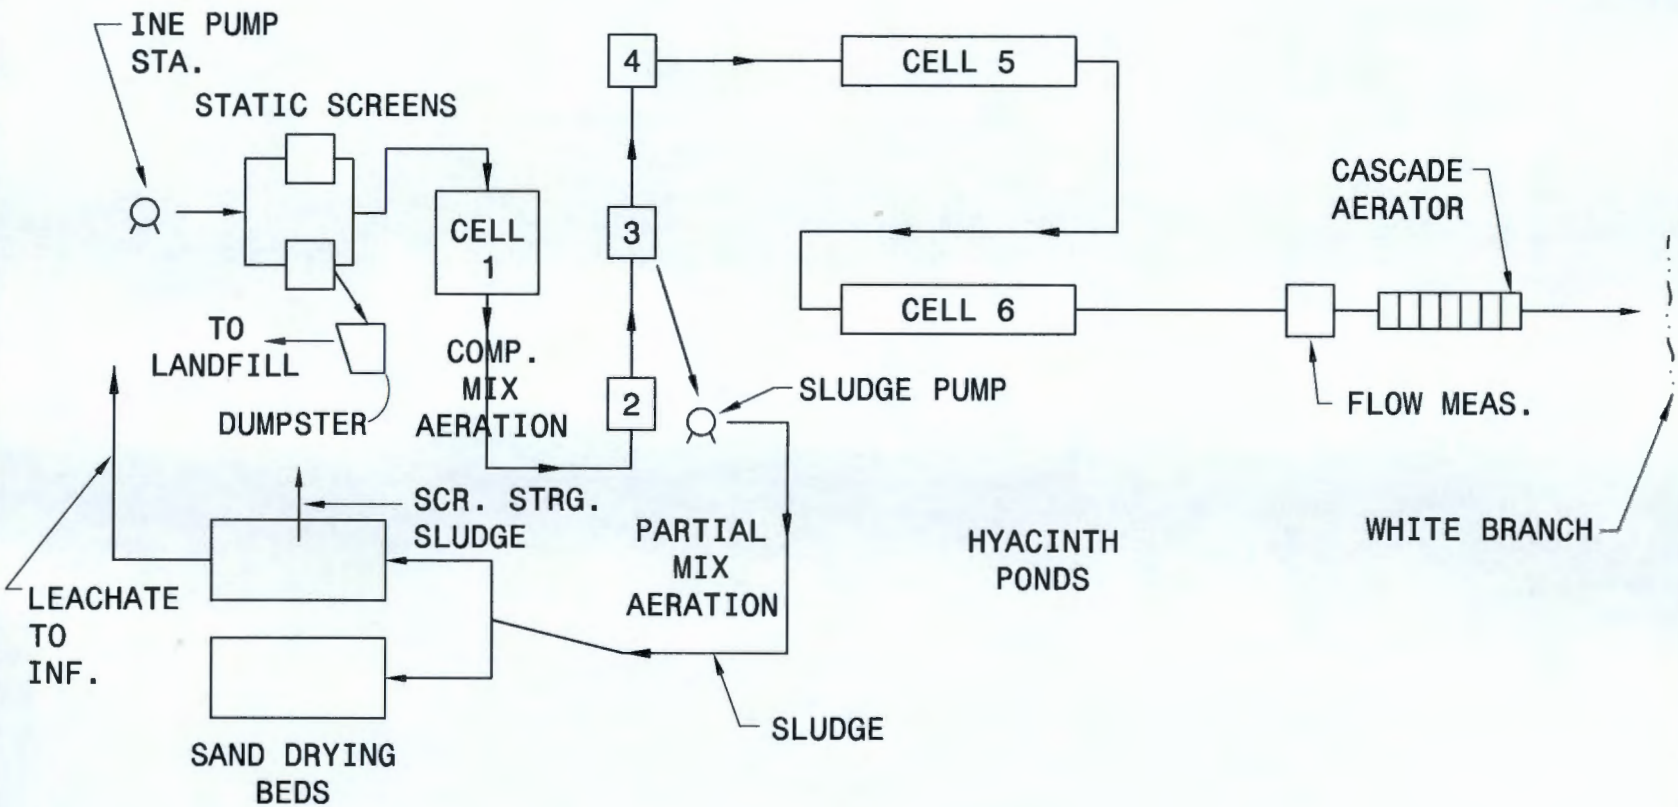 INE PUMP
STA.
STATIC SCREENS
CELL
1
TO
LANDFILL
DUMPSTER
COMP.
MIX
AERATION
4
3
2
CELL 5
CELL 6
CASCADE
AERATOR
FLOW MEAS.
WHITE BRANCH
SLUDGE PUMP
SCR. STRG.
SLUDGE
PARTIAL
MIX
AERATION
HYACINTH
PONDS
LEACHATE
TO
INF.
SLUDGE
SAND DRYING
BEDS